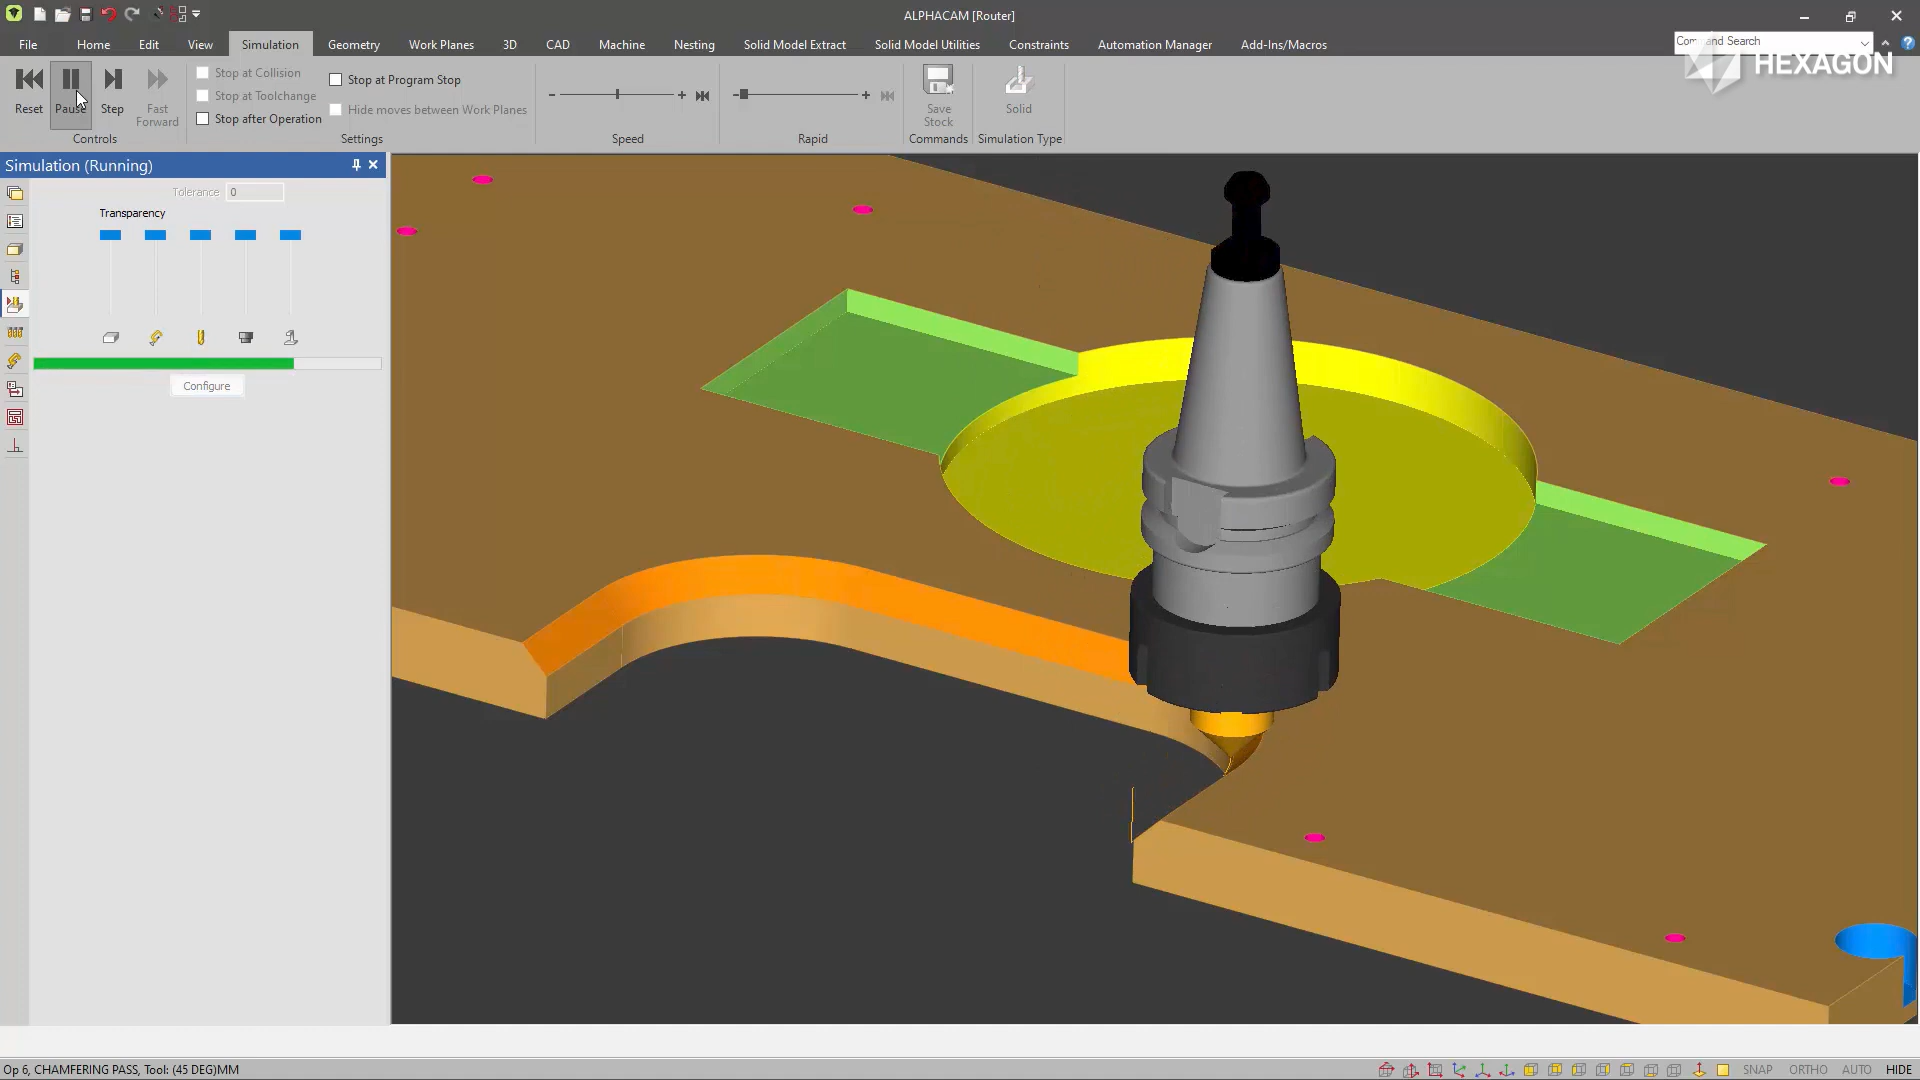 ALPHACAM [Router]
File Home Edit View Simulation Geometry Work Planes 3D CAD Machine Nesting Solid Model Extract Solid Model Utilities Constraints Automation Manager Add-Ins/Macros
Command Search
HEXAGON
Reset Pause Step Fast Forward
Controls
Stop at Collision
Stop at Toolchange
Stop after Operation
Stop at Program Stop
Hide moves between Work Planes
Settings
Speed
Rapid
Save Stock
Commands
Solid
Simulation Type
Simulation (Running)
Tolerance 0
Transparency
Configure
Op 6, CHAMFERING PASS, Tool: (45 DEG)MM
SNAP ORTHO AUTO HIDE